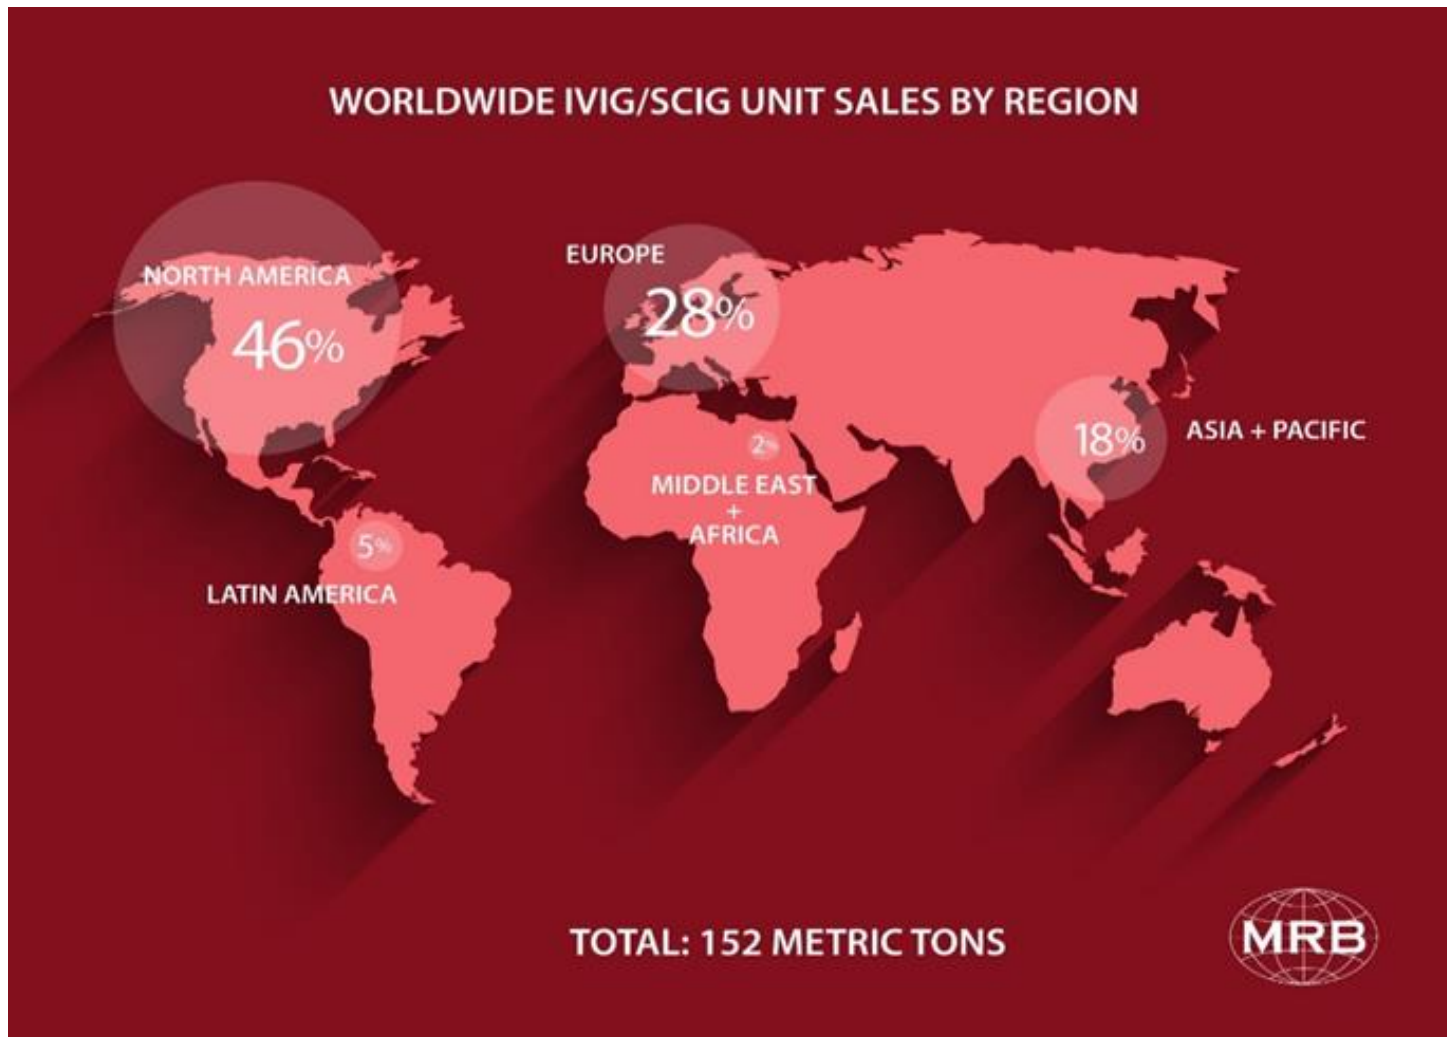 WORLDWIDE IVIG/SCIG UNIT SALES BY REGION
NORTH AMERICA
46%
EUROPE
28%
18%
ASIA + PACIFIC
2%
MIDDLE EAST
+
AFRICA
5%
LATIN AMERICA
TOTAL: 152 METRIC TONS
MRB